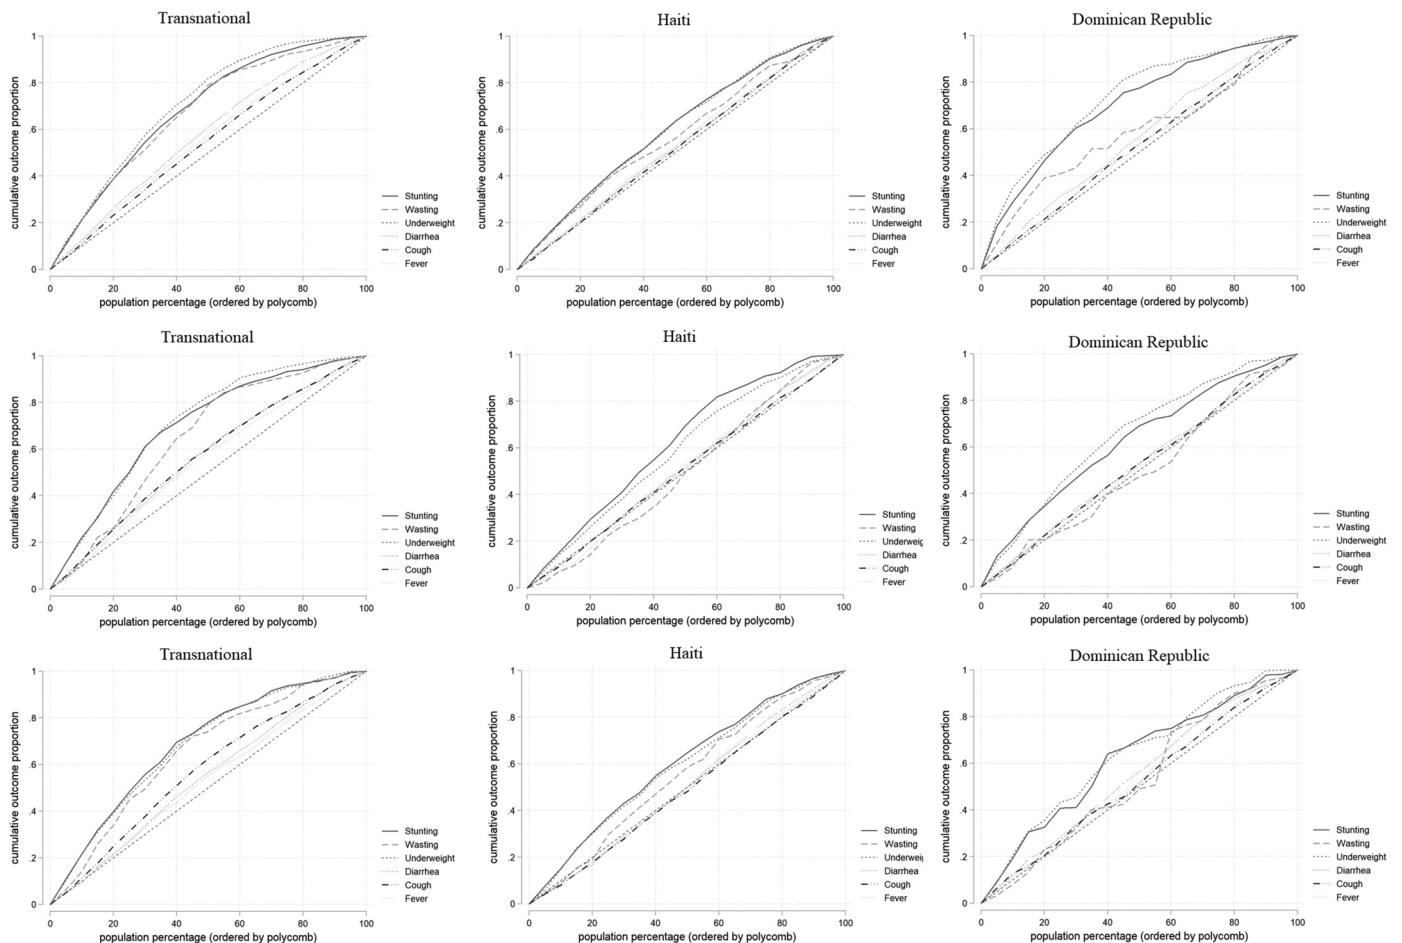 Transnational
cumulative outcome proportion
1
.8
.6
.4
.2
0
0 20 40 60 80 100
population percentage (ordered by polycomb)
Stunting
Wasting
Underweight
Diarrhea
Cough
Fever
Haiti
cumulative outcome proportion
1
.8
.6
.4
.2
0
0 20 40 60 80 100
population percentage (ordered by polycomb)
Stunting
Wasting
Underweight
Diarrhea
Cough
Fever
Dominican Republic
cumulative outcome proportion
1
.8
.6
.4
.2
0
0 20 40 60 80 100
population percentage (ordered by polycomb)
Stunting
Wasting
Underweight
Diarrhea
Cough
Fever
Transnational
cumulative outcome proportion
1
.8
.6
.4
.2
0
0 20 40 60 80 100
population percentage (ordered by polycomb)
Stunting
Wasting
Underweight
Diarrhea
Cough
Fever
Haiti
cumulative outcome proportion
1
.8
.6
.4
.2
0
0 20 40 60 80 100
population percentage (ordered by polycomb)
Stunting
Wasting
Underweig
Diarrhea
Cough
Fever
Dominican Republic
cumulative outcome proportion
1
.8
.6
.4
.2
0
0 20 40 60 80 100
population percentage (ordered by polycomb)
Stunting
Wasting
Underweight
Diarrhea
Cough
Fever
Transnational
cumulative outcome proportion
1
.8
.6
.4
.2
0
0 20 40 60 80 100
population percentage (ordered by polycomb)
Stunting
Wasting
Underweight
Diarrhea
Cough
Fever
Haiti
cumulative outcome proportion
1
.8
.6
.4
.2
0
0 20 40 60 80 100
population percentage (ordered by polycomb)
Stunting
Wasting
Underwei
Diarrhea
Cough
Fever
Dominican Republic
cumulative outcome proportion
1
.8
.6
.4
.2
0
0 20 40 60 80 100
population percentage (ordered by polycomb)
Stunting
Wasting
Underweight
Diarrhea
Cough
Fever